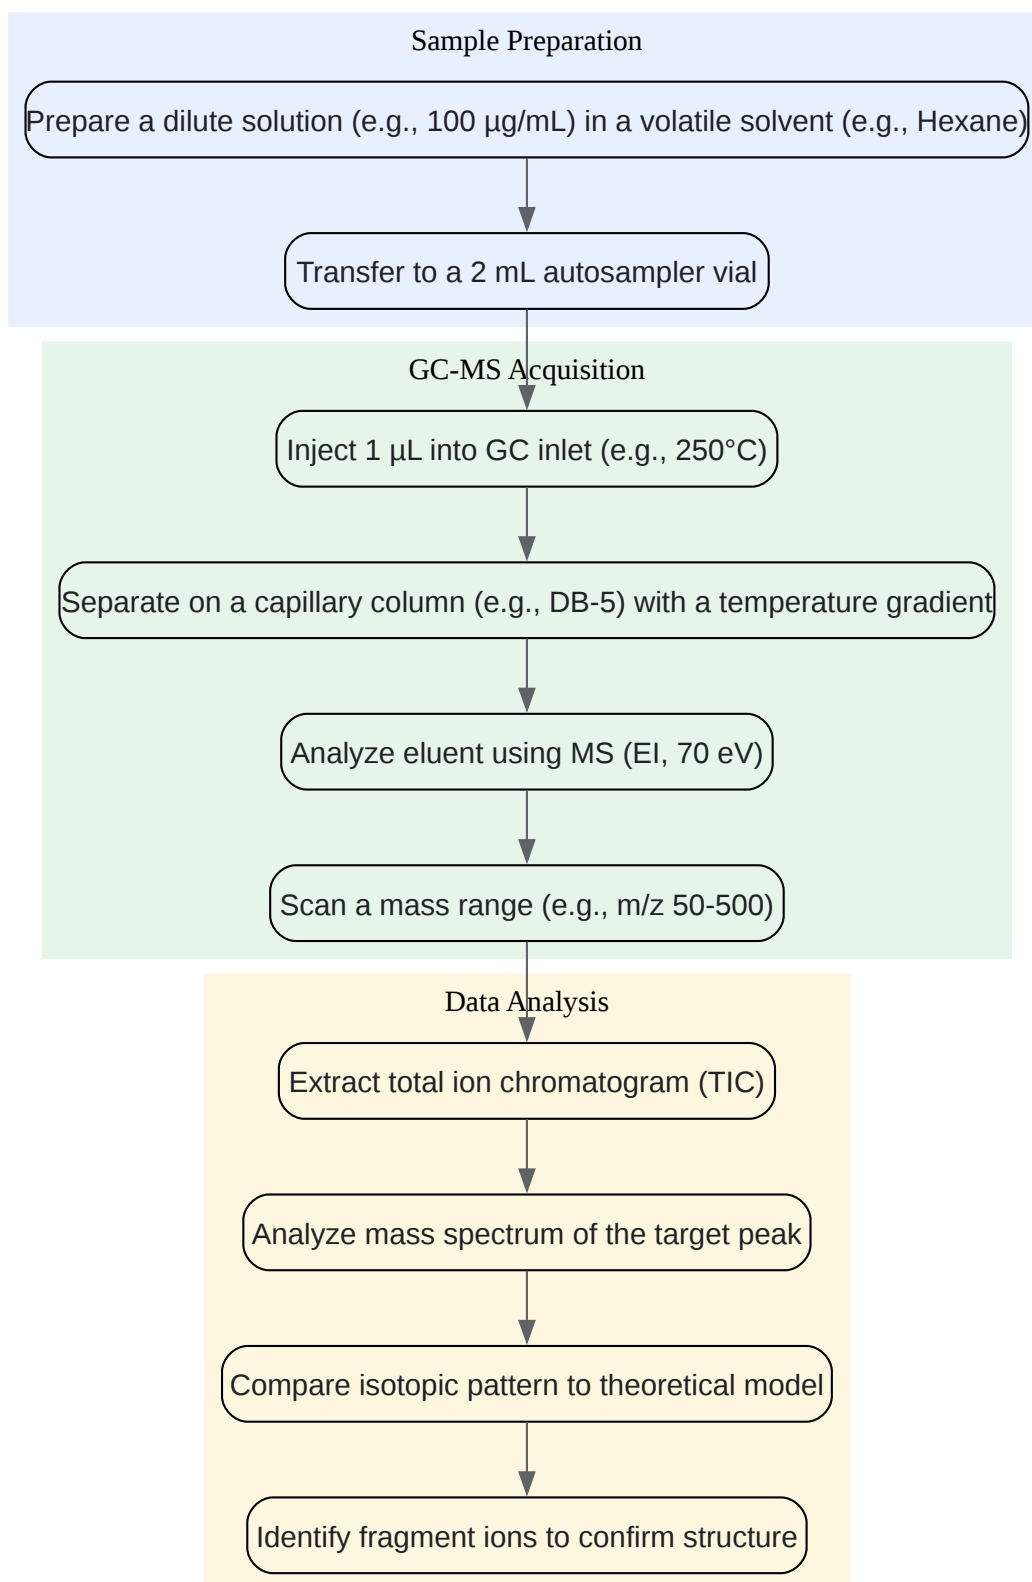 Sample Preparation
Prepare a dilute solution (e.g., 100 µg/mL) in a volatile solvent (e.g., Hexane)
Transfer to a 2 mL autosampler vial
GC-MS Acquisition
Inject 1 µL into GC inlet (e.g., 250°C)
Separate on a capillary column (e.g., DB-5) with a temperature gradient
Analyze eluent using MS (EI, 70 eV)
Scan a mass range (e.g., m/z 50-500)
Data Analysis
Extract total ion chromatogram (TIC)
Analyze mass spectrum of the target peak
Compare isotopic pattern to theoretical model
Identify fragment ions to confirm structure